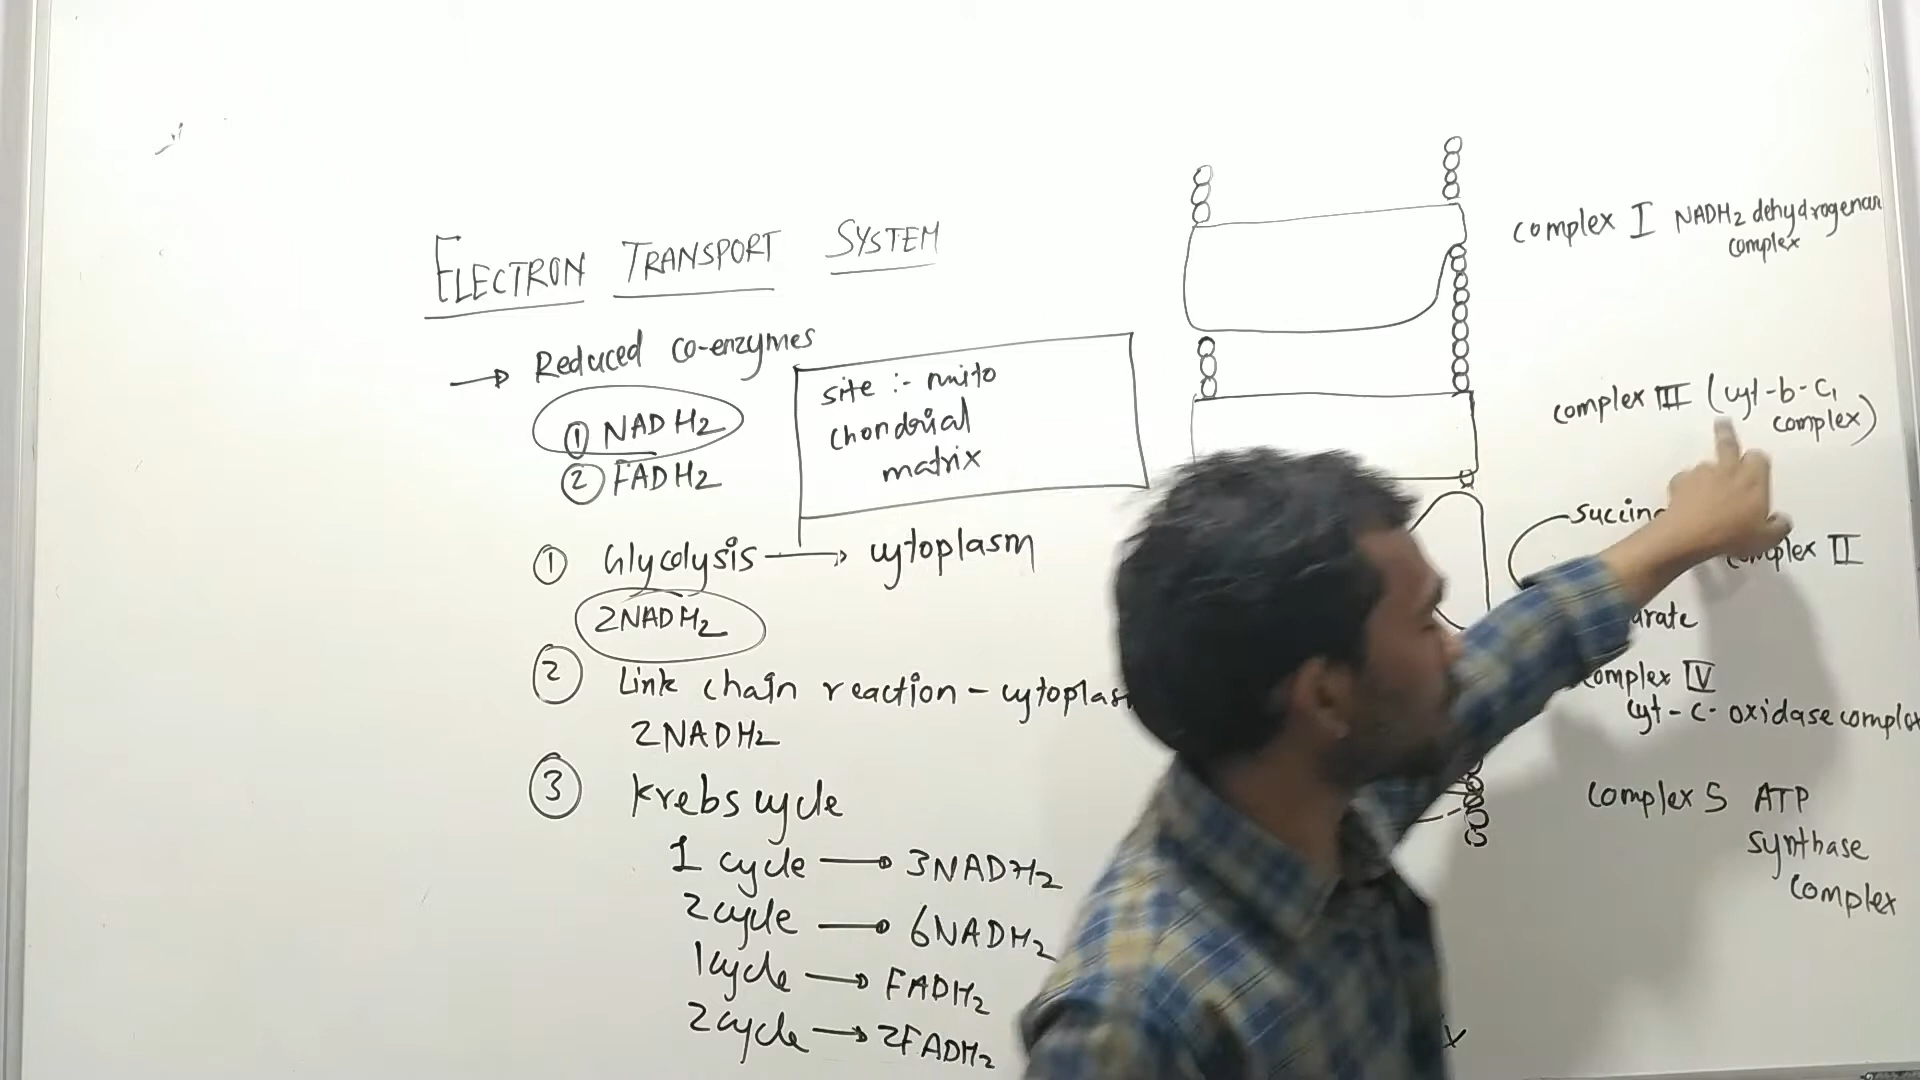 ELECTRON TRANSPORT SYSTEM
→ Reduced co-enzymes
① NADH2
② FADH2
site :- mito
chondrial
matrix
① Glycolysis → cytoplasm
2NADH2
② Link chain reaction - cytoplasm
2NADH2
③ Krebs cycle
1 cycle → 3NADH2
2 cycle → 6NADH2
1 cycle → FADH2
2 cycle → 2FADH2
complex I NADH2 dehydrogenase
complex
complex III (cyt-b-c1
complex)
complex II
complex IV
cyt-c-oxidase complex
complex 5 ATP
synthase
complex